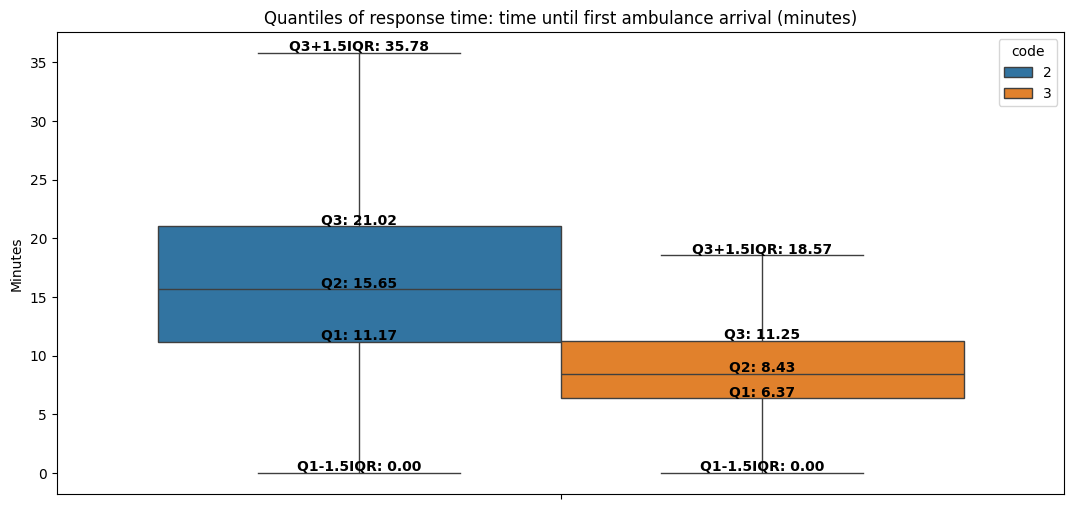 Quantiles of response time: time until first ambulance arrival (minutes)
code
2
3
Minutes
35
30
25
20
15
10
5
0
Q3+1.5IQR: 35.78
Q3: 21.02
Q2: 15.65
Q1: 11.17
Q1-1.5IQR: 0.00
Q3+1.5IQR: 18.57
Q3: 11.25
Q2: 8.43
Q1: 6.37
Q1-1.5IQR: 0.00